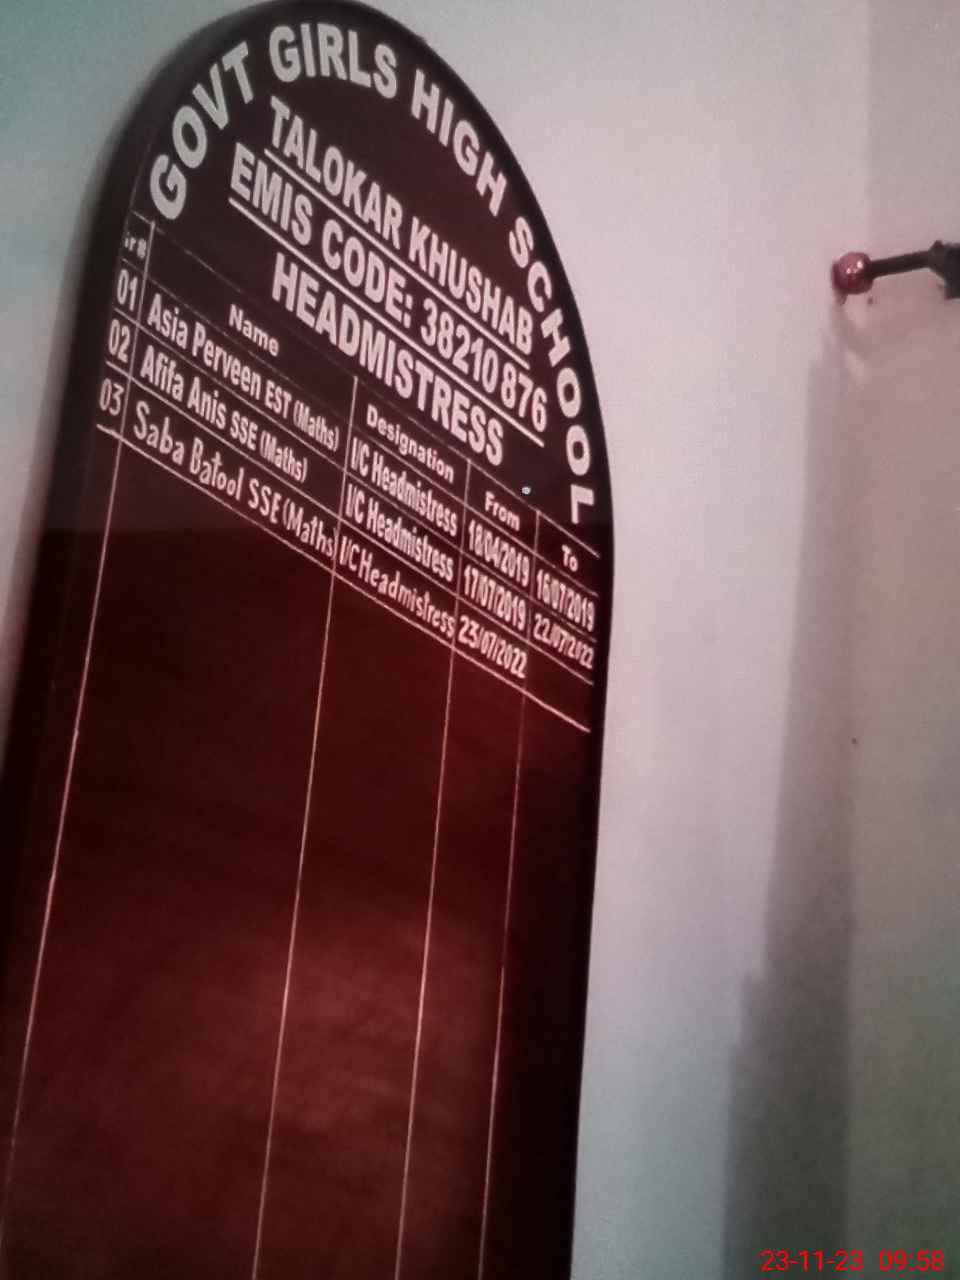 GOVT GIRLS HIGH SCHOOL
TALOKAR KHUSHAB
EMIS CODE: 38210876
HEADMISTRESS
Sr # Name Designation From To
01 Asia Perveen EST (Maths) I/C Headmistress 18/04/2019 16/07/2019
02 Afifa Anis SSE (Maths) I/C Headmistress 17/07/2019 22/07/2022
03 Saba Batool SSE (Maths) I/C Headmistress 23/07/2022
23-11-23 09:58